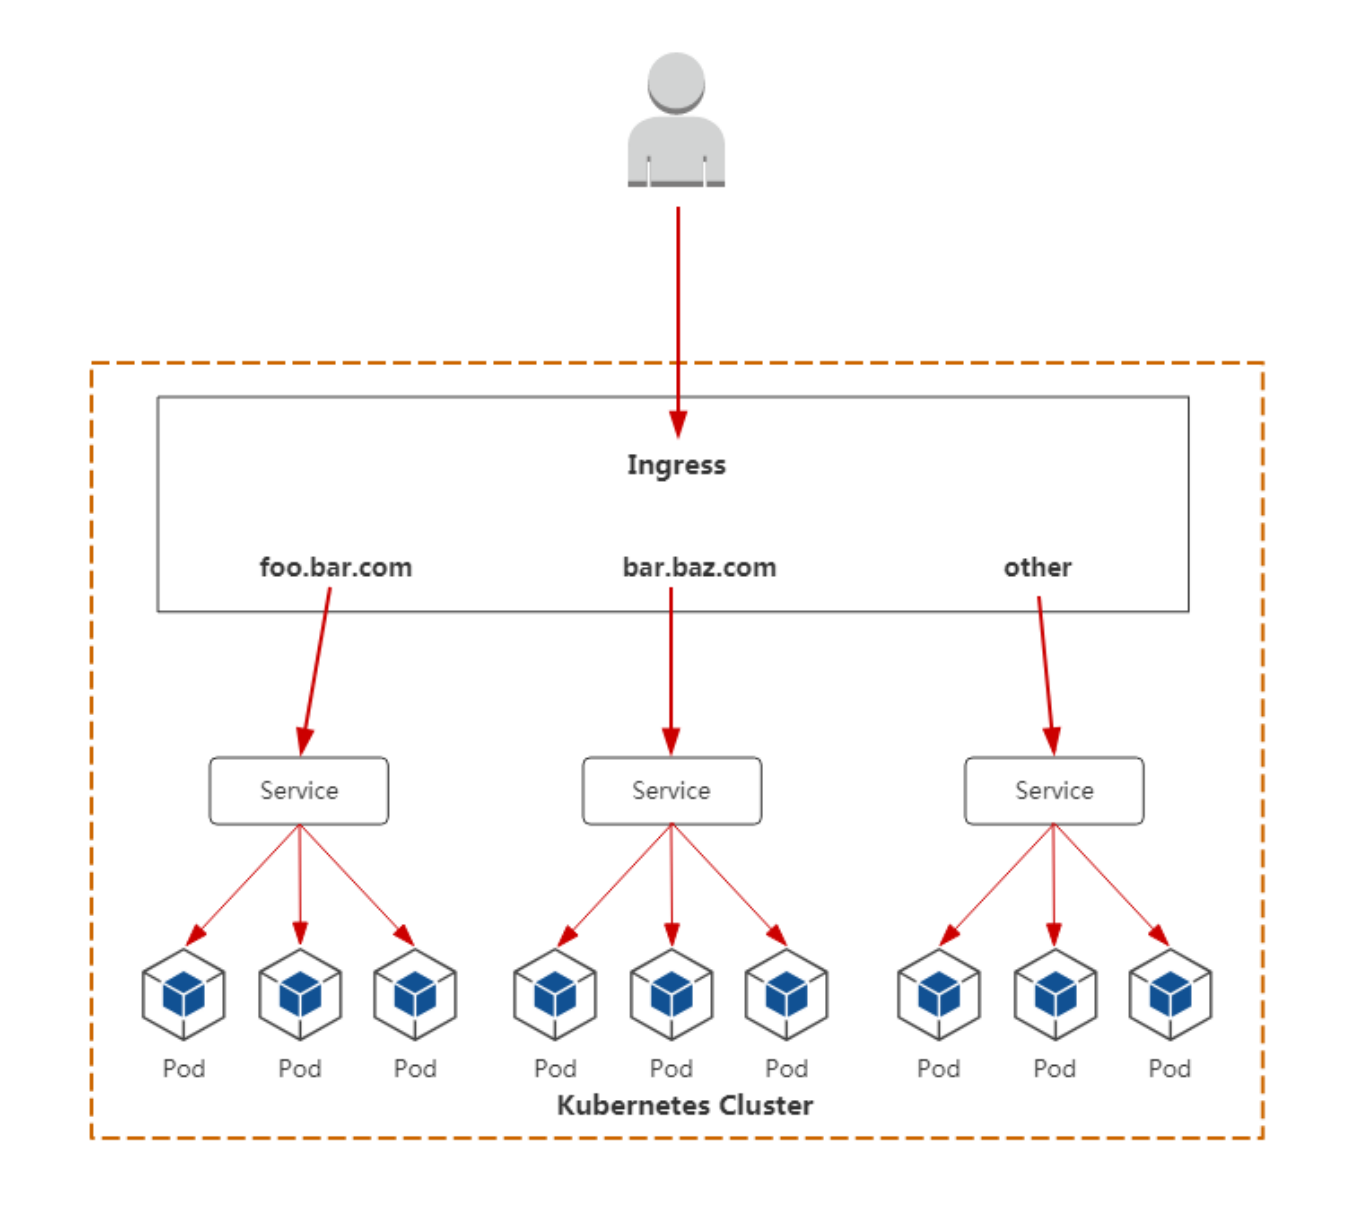 Ingress
foo.bar.com bar.baz.com other
Service Service Service
Pod Pod Pod Pod Pod Pod Pod Pod Pod
Kubernetes Cluster